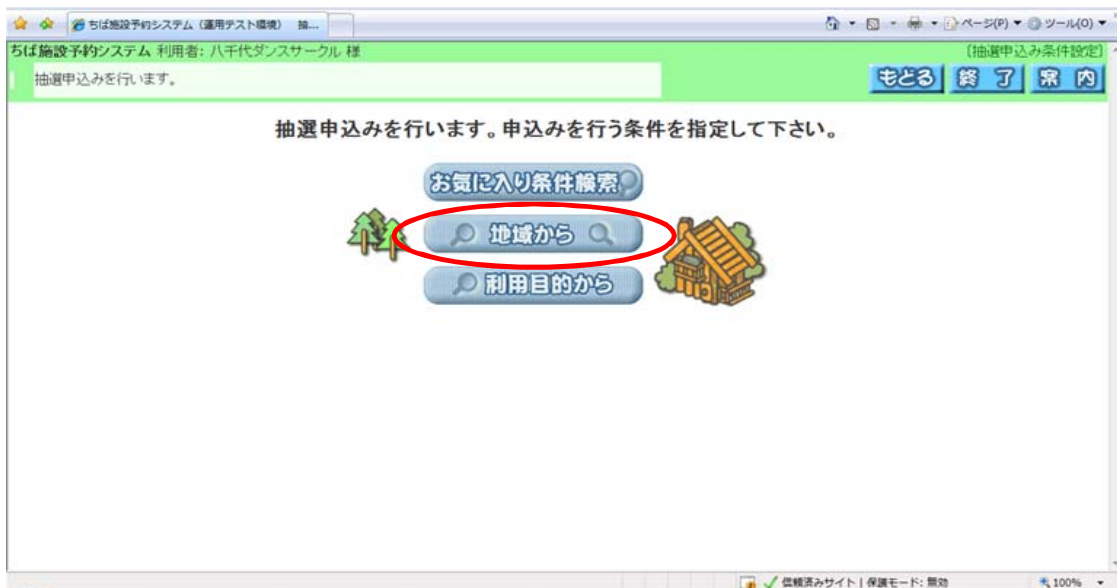 ちば施設予約システム（運用テスト環境） 抽...
ページ(P) ツール(O)
ちば施設予約システム 利用者: 八千代ダンスサークル 様 〔抽選申込み条件設定〕
抽選申込みを行います。 もどる 終 了 案 内
抽選申込みを行います。申込みを行う条件を指定して下さい。
お気に入り条件検索
地域から
利用目的から
信頼済みサイト | 保護モード: 無効 100%